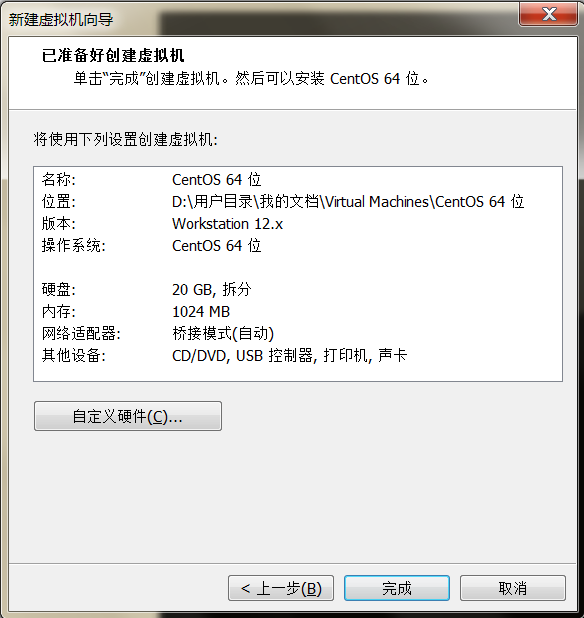 新建虚拟机向导
已准备好创建虚拟机
单击“完成”创建虚拟机。然后可以安装 CentOS 64 位。
将使用下列设置创建虚拟机:
名称: CentOS 64 位
位置: D:\用户目录\我的文档\Virtual Machines\CentOS 64 位
版本: Workstation 12.x
操作系统: CentOS 64 位
硬盘: 20 GB, 拆分
内存: 1024 MB
网络适配器: 桥接模式(自动)
其他设备: CD/DVD, USB 控制器, 打印机, 声卡
自定义硬件(C)...
< 上一步(B) 完成 取消